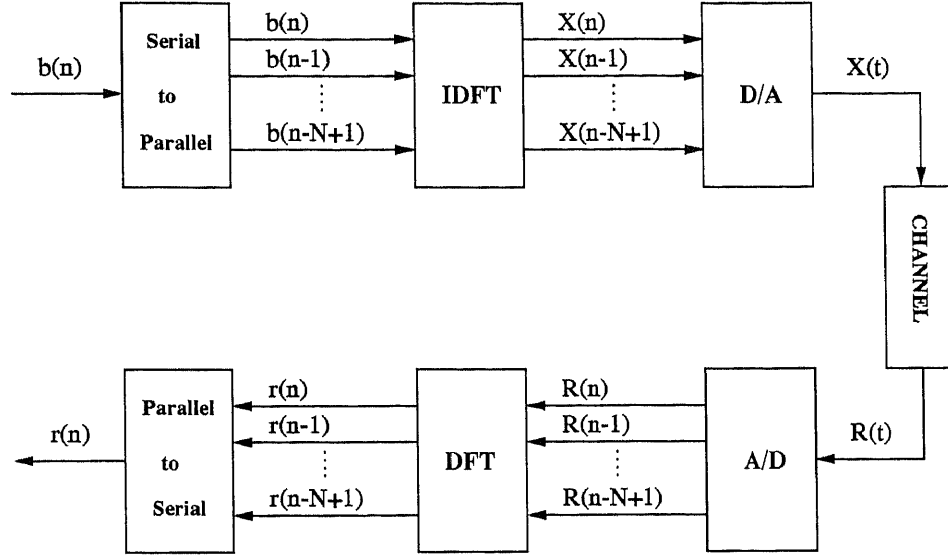 b(n)
Serial
to
Parallel
b(n)
b(n-1)
b(n-N+1)
IDFT
X(n)
X(n-1)
X(n-N+1)
D/A
X(t)
CHANNEL
R(t)
A/D
R(n)
R(n-1)
R(n-N+1)
DFT
r(n)
r(n-1)
r(n-N+1)
Parallel
to
Serial
r(n)